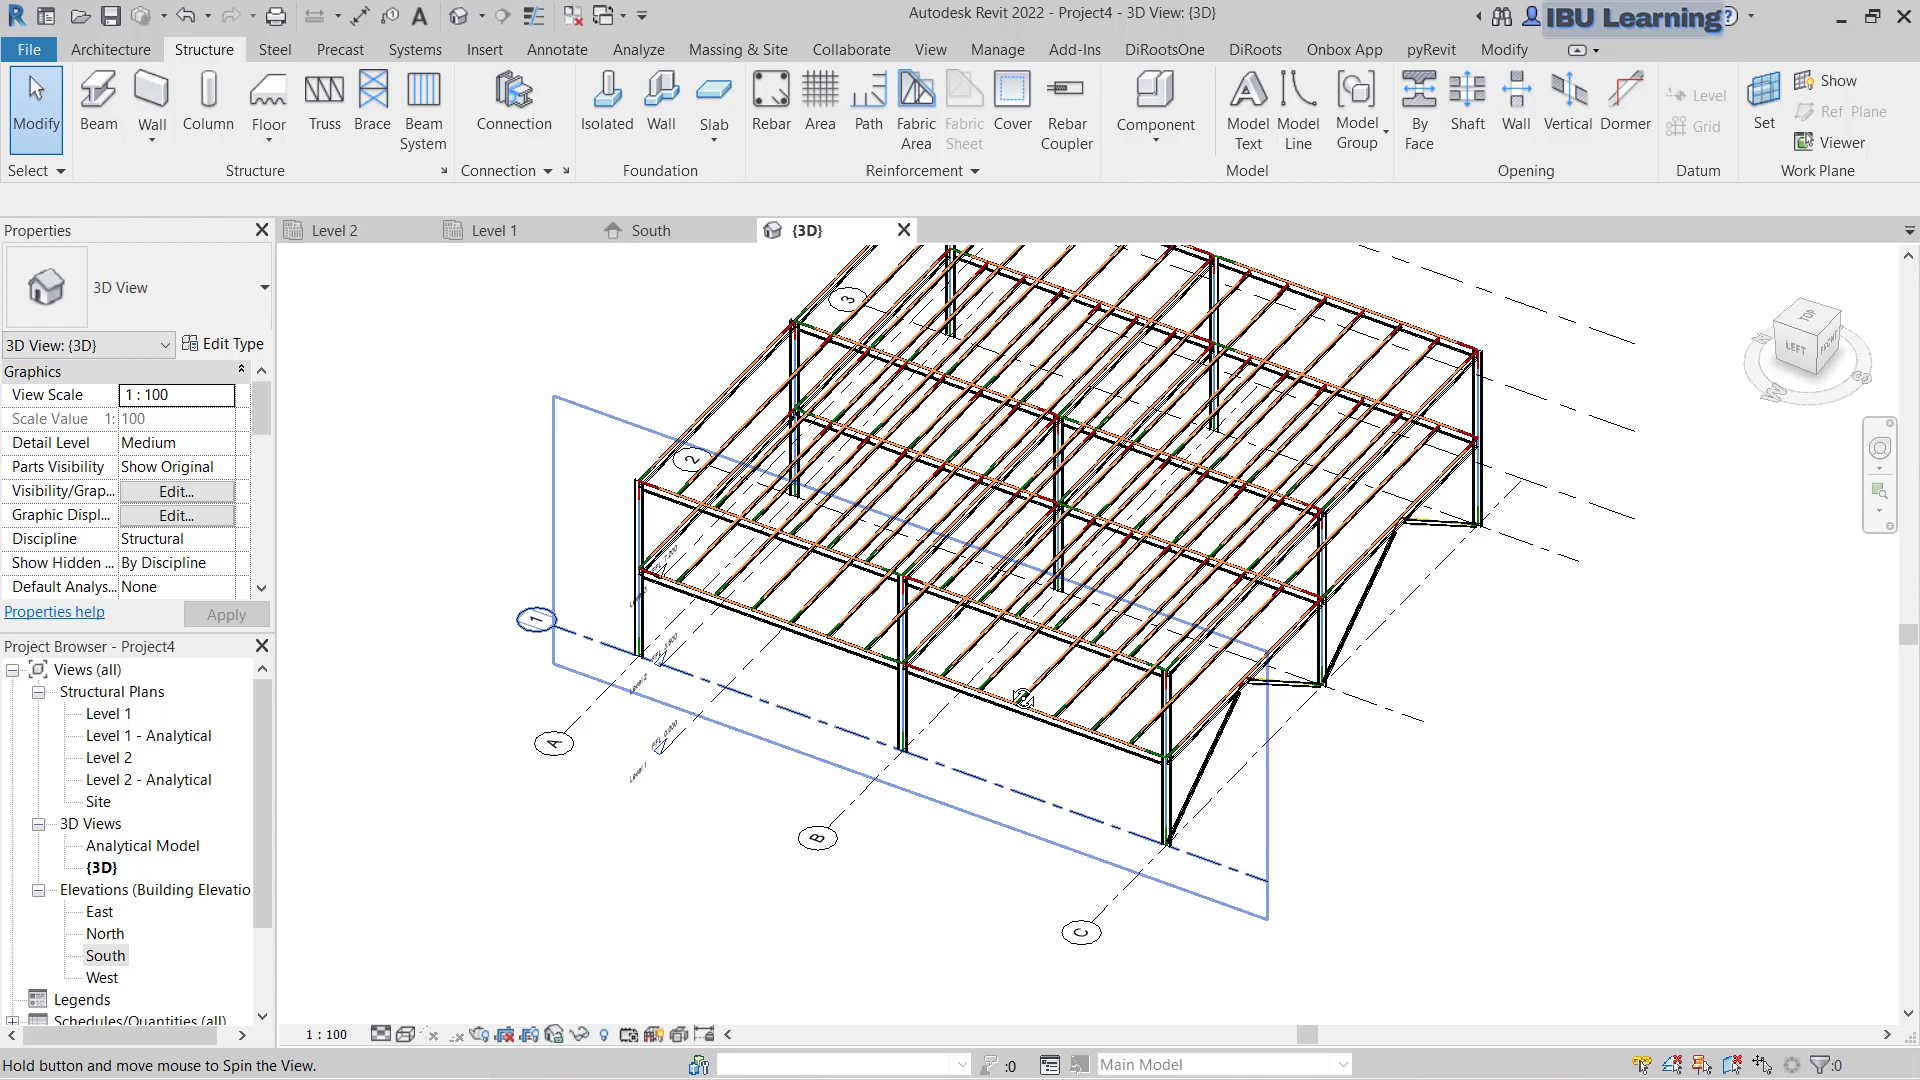 Autodesk Revit 2022 - Project4 - 3D View: {3D}
IBU Learning
File Architecture Structure Steel Precast Systems Insert Annotate Analyze Massing & Site Collaborate View Manage Add-Ins DiRootsOne DiRoots Onbox App pyRevit Modify
Modify Beam Wall Column Floor Truss Brace Beam System Connection Isolated Wall Slab Rebar Area Path Fabric Area Fabric Sheet Cover Rebar Coupler Component Model Text Model Line Model Group By Face Shaft Wall Vertical Dormer Level Grid Set Show Ref Plane Viewer
Select Structure Connection Foundation Reinforcement Model Opening Datum Work Plane
Properties
Level 2 Level 1 South {3D}
3D View
3D View: {3D} Edit Type
Graphics
View Scale 1 : 100
Scale Value 1: 100
Detail Level Medium
Parts Visibility Show Original
Visibility/Grap... Edit...
Graphic Displ... Edit...
Discipline Structural
Show Hidden ... By Discipline
Default Analys... None
Properties help Apply
Project Browser - Project4
Views (all)
Structural Plans
Level 1
Level 1 - Analytical
Level 2
Level 2 - Analytical
Site
3D Views
Analytical Model
{3D}
Elevations (Building Elevatio
East
North
South
West
Legends
Schedules/Quantities (all)
3
2
1
A
B
C
Level 2
Level 1
TOP
LEFT
FRONT
W
1 : 100
Hold button and move mouse to Spin the View.
:0
Main Model
:0